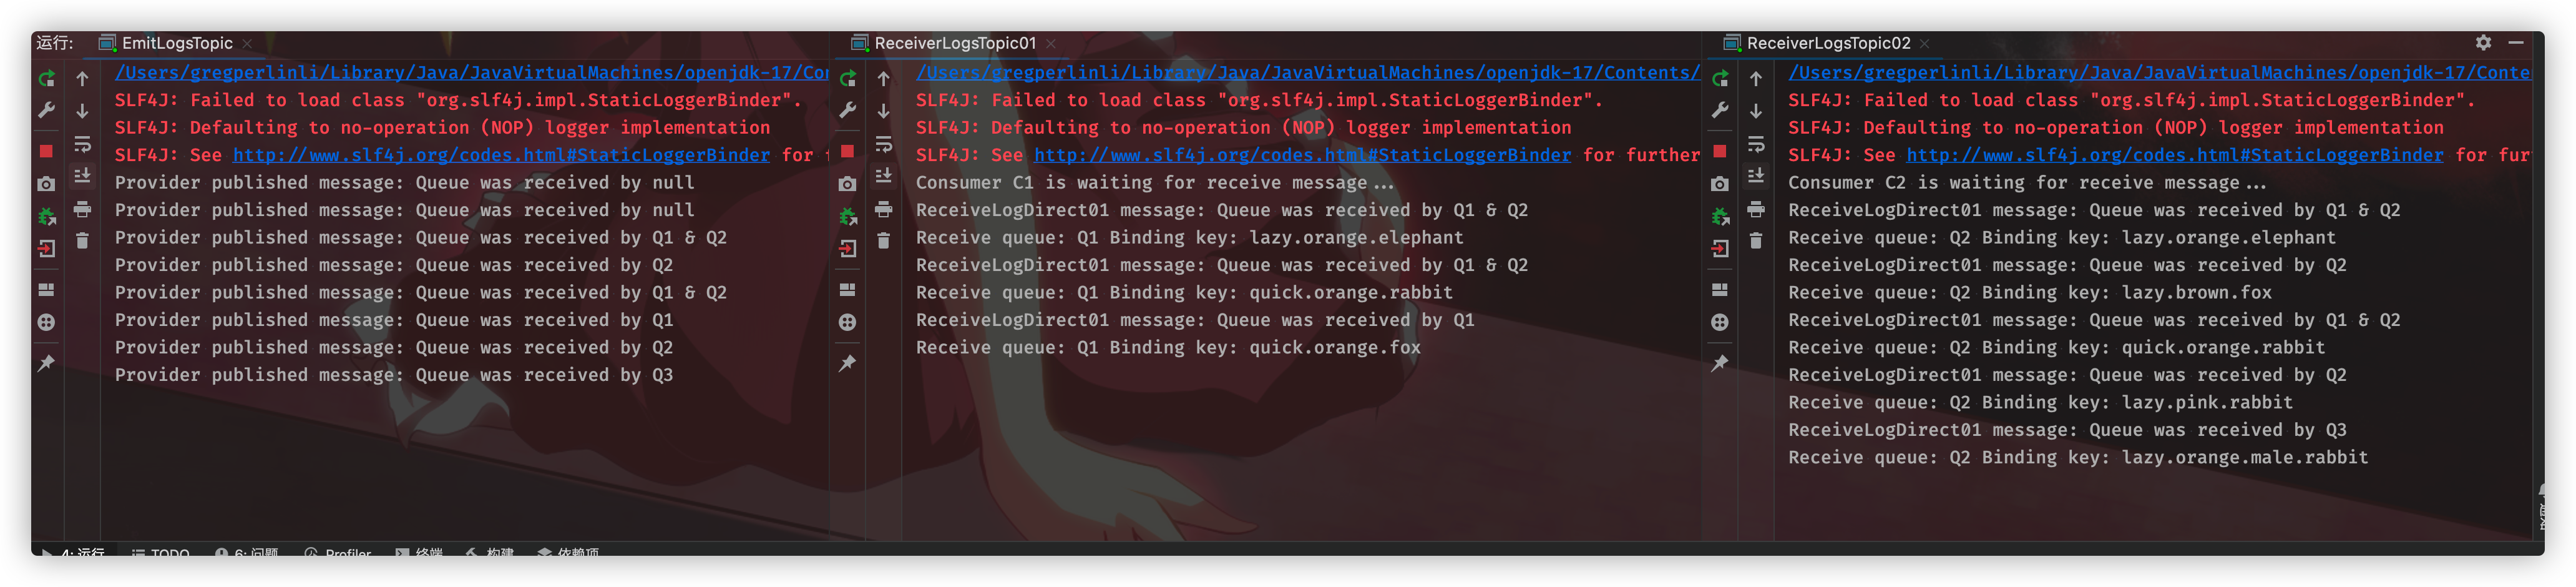 运行:
EmitLogsTopic
/Users/gregperlinli/Library/Java/JavaVirtualMachines/openjdk-17/Con
SLF4J: Failed to load class "org.slf4j.impl.StaticLoggerBinder".
SLF4J: Defaulting to no-operation (NOP) logger implementation
SLF4J: See http://www.slf4j.org/codes.html#StaticLoggerBinder for f
Provider published message: Queue was received by null
Provider published message: Queue was received by null
Provider published message: Queue was received by Q1 & Q2
Provider published message: Queue was received by Q2
Provider published message: Queue was received by Q1 & Q2
Provider published message: Queue was received by Q1
Provider published message: Queue was received by Q2
Provider published message: Queue was received by Q3
ReceiverLogsTopic01
/Users/gregperlinli/Library/Java/JavaVirtualMachines/openjdk-17/Contents/
SLF4J: Failed to load class "org.slf4j.impl.StaticLoggerBinder".
SLF4J: Defaulting to no-operation (NOP) logger implementation
SLF4J: See http://www.slf4j.org/codes.html#StaticLoggerBinder for further
Consumer C1 is waiting for receive message...
ReceiveLogDirect01 message: Queue was received by Q1 & Q2
Receive queue: Q1 Binding key: lazy.orange.elephant
ReceiveLogDirect01 message: Queue was received by Q1 & Q2
Receive queue: Q1 Binding key: quick.orange.rabbit
ReceiveLogDirect01 message: Queue was received by Q1
Receive queue: Q1 Binding key: quick.orange.fox
ReceiverLogsTopic02
/Users/gregperlinli/Library/Java/JavaVirtualMachines/openjdk-17/Conte
SLF4J: Failed to load class "org.slf4j.impl.StaticLoggerBinder".
SLF4J: Defaulting to no-operation (NOP) logger implementation
SLF4J: See http://www.slf4j.org/codes.html#StaticLoggerBinder for fur
Consumer C2 is waiting for receive message...
ReceiveLogDirect01 message: Queue was received by Q1 & Q2
Receive queue: Q2 Binding key: lazy.orange.elephant
ReceiveLogDirect01 message: Queue was received by Q2
Receive queue: Q2 Binding key: lazy.brown.fox
ReceiveLogDirect01 message: Queue was received by Q1 & Q2
Receive queue: Q2 Binding key: quick.orange.rabbit
ReceiveLogDirect01 message: Queue was received by Q2
Receive queue: Q2 Binding key: lazy.pink.rabbit
ReceiveLogDirect01 message: Queue was received by Q3
Receive queue: Q2 Binding key: lazy.orange.male.rabbit
4: 运行 TODO 6: 问题 Profiler 终端 构建 依赖项